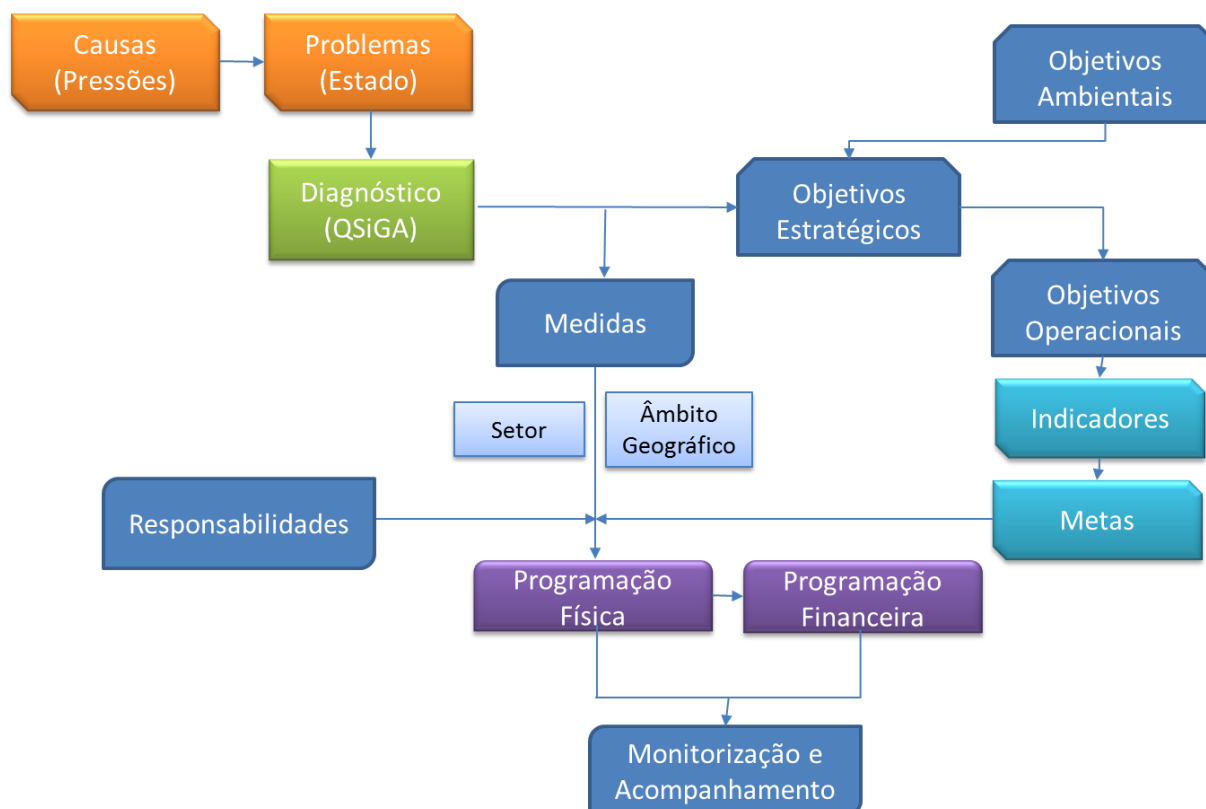 Causas
(Pressões)
Problemas
(Estado)
Objetivos
Ambientais
Diagnóstico
(QSiGA)
Objetivos
Estratégicos
Medidas
Objetivos
Operacionais
Setor
Âmbito
Geográfico
Indicadores
Responsabilidades
Metas
Programação
Física
Programação
Financeira
Monitorização e
Acompanhamento